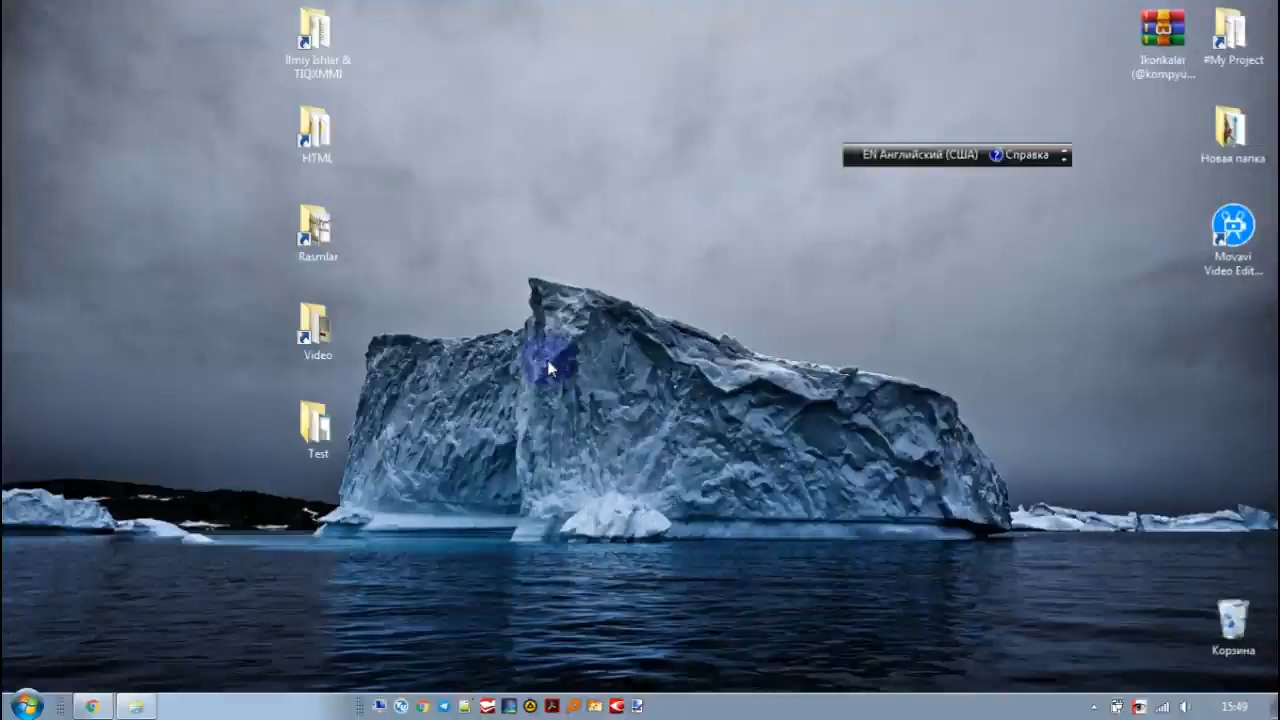 Ilmiy Ishlar &
TIQXMMI
HTML
Rasmlar
Video
Test
EN Английский (США) Справка
Ikonkalar
(@kompyu...
#My Project
Новая папка
Movavi
Video Edit...
Корзина
15:49